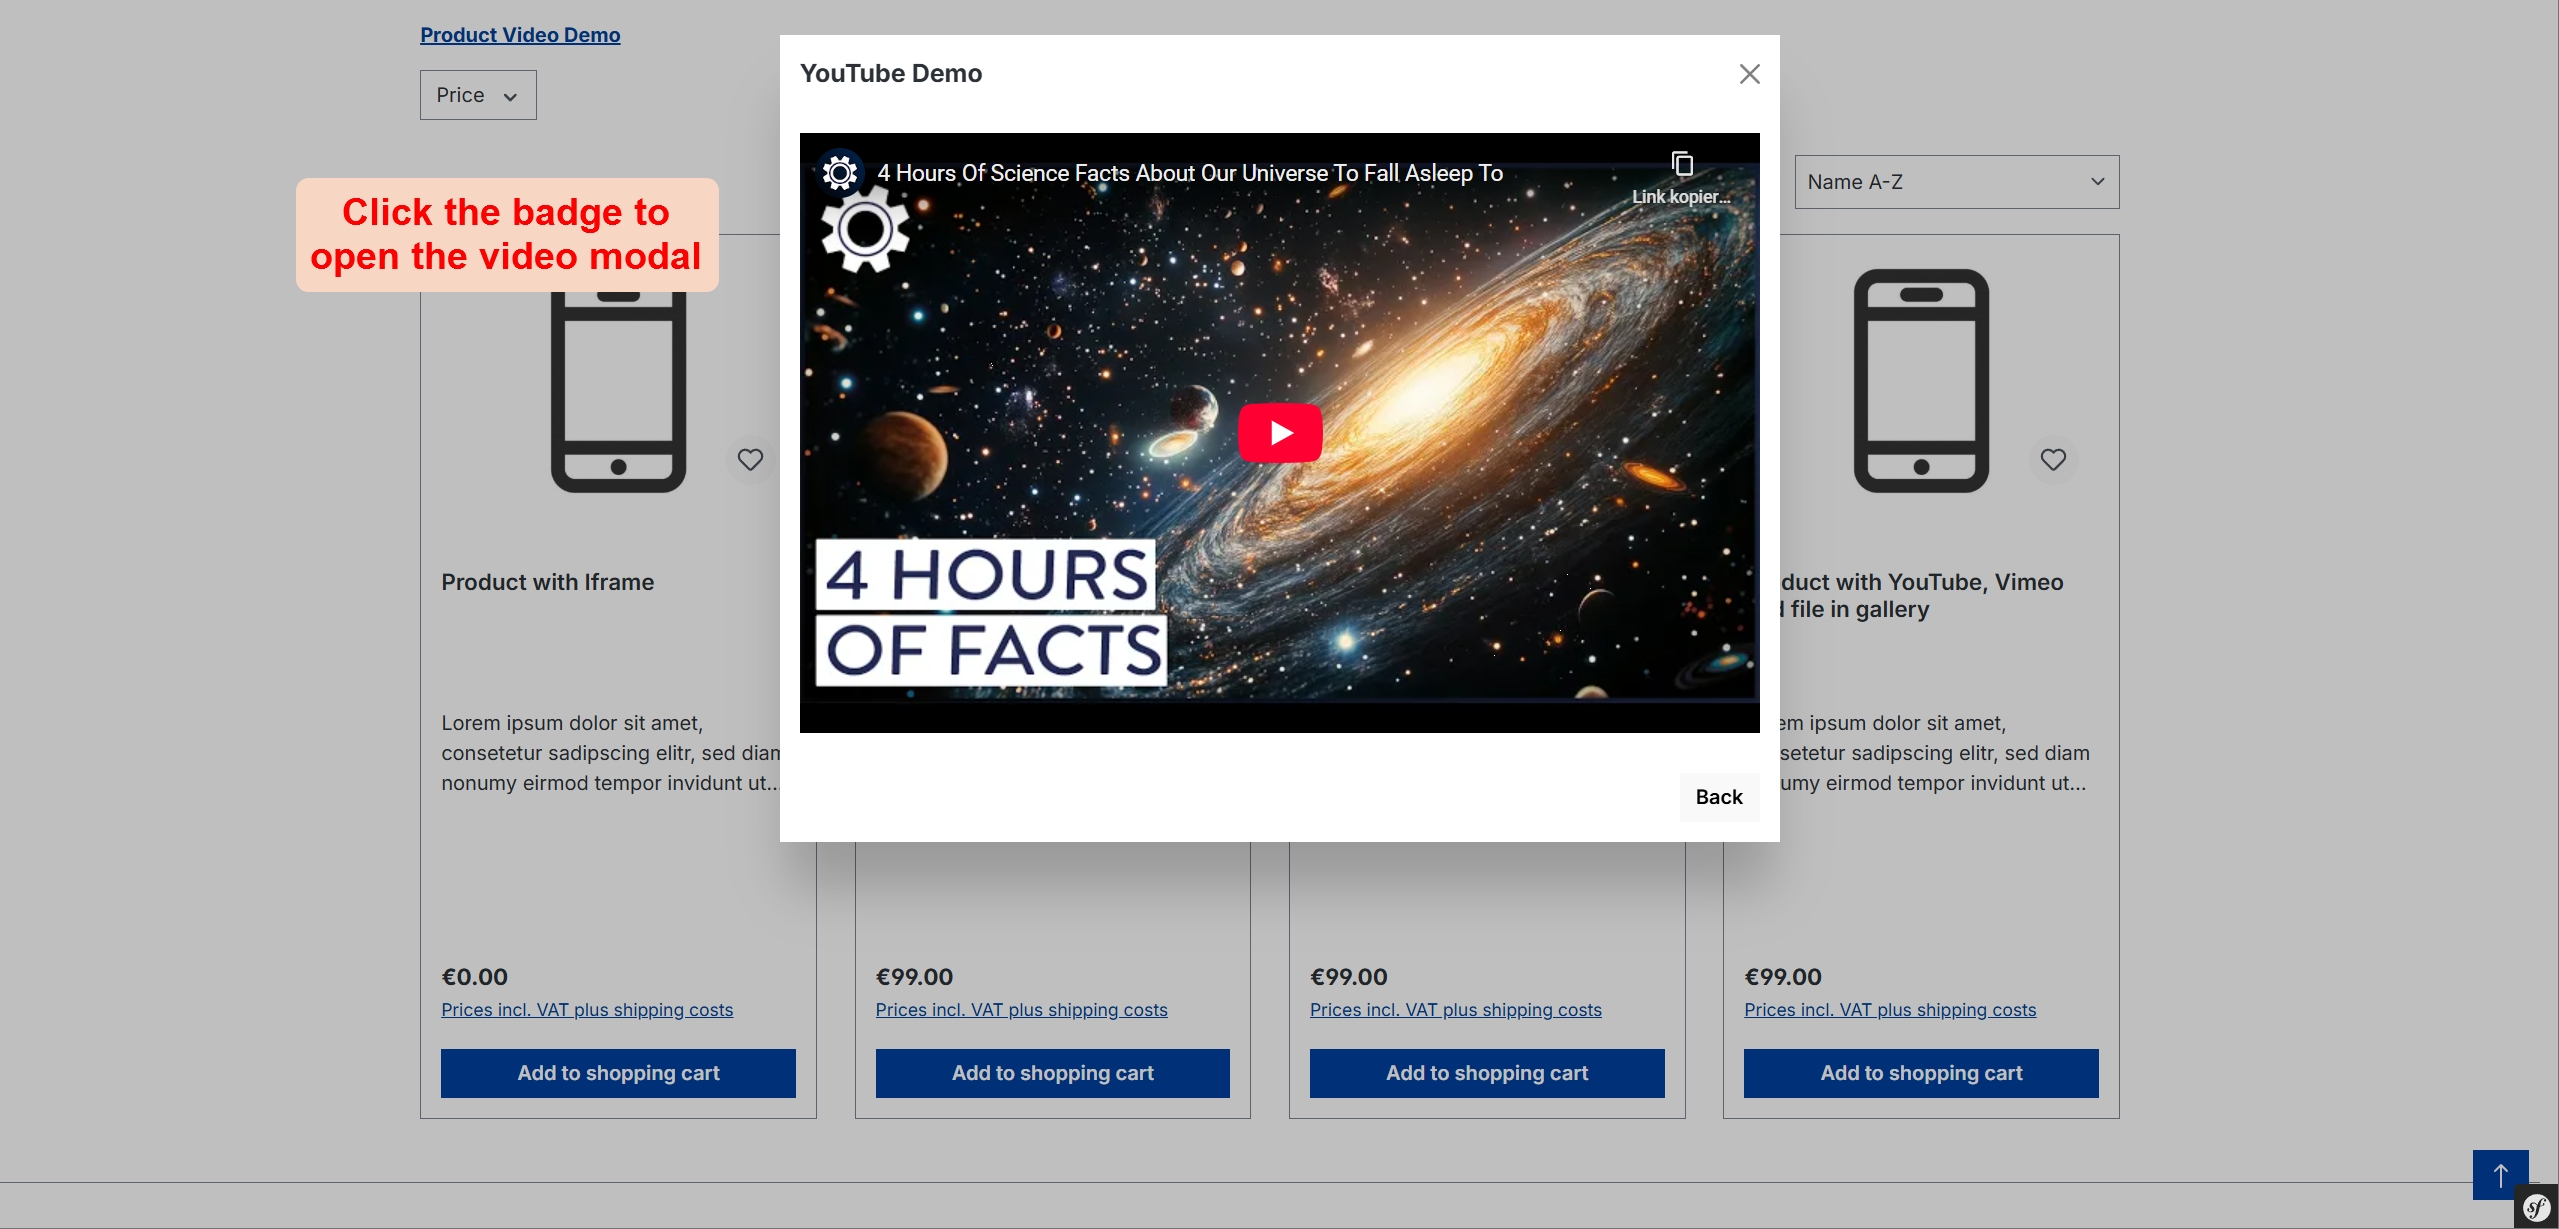 Product Video Demo
Price
Click the badge to
open the video modal
YouTube Demo
4 Hours Of Science Facts About Our Universe To Fall Asleep To
Link kopier...
4 HOURS
OF FACTS
Back
Name A-Z
Product with Iframe
Lorem ipsum dolor sit amet,
consetetur sadipscing elitr, sed diam
nonumy eirmod tempor invidunt ut...
€0.00
Prices incl. VAT plus shipping costs
Add to shopping cart
€99.00
Prices incl. VAT plus shipping costs
Add to shopping cart
€99.00
Prices incl. VAT plus shipping costs
Add to shopping cart
duct with YouTube, Vimeo
file in gallery
em ipsum dolor sit amet,
setetur sadipscing elitr, sed diam
umy eirmod tempor invidunt ut...
€99.00
Prices incl. VAT plus shipping costs
Add to shopping cart
sf